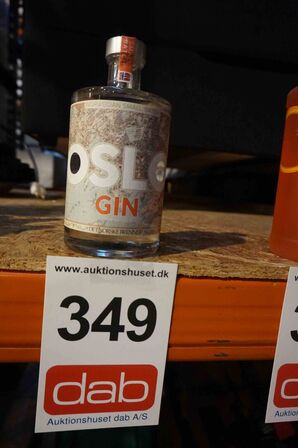 OSLO
GIN
www.auktionshuset.dk
349
dab
Auktionshuset dab A/S.